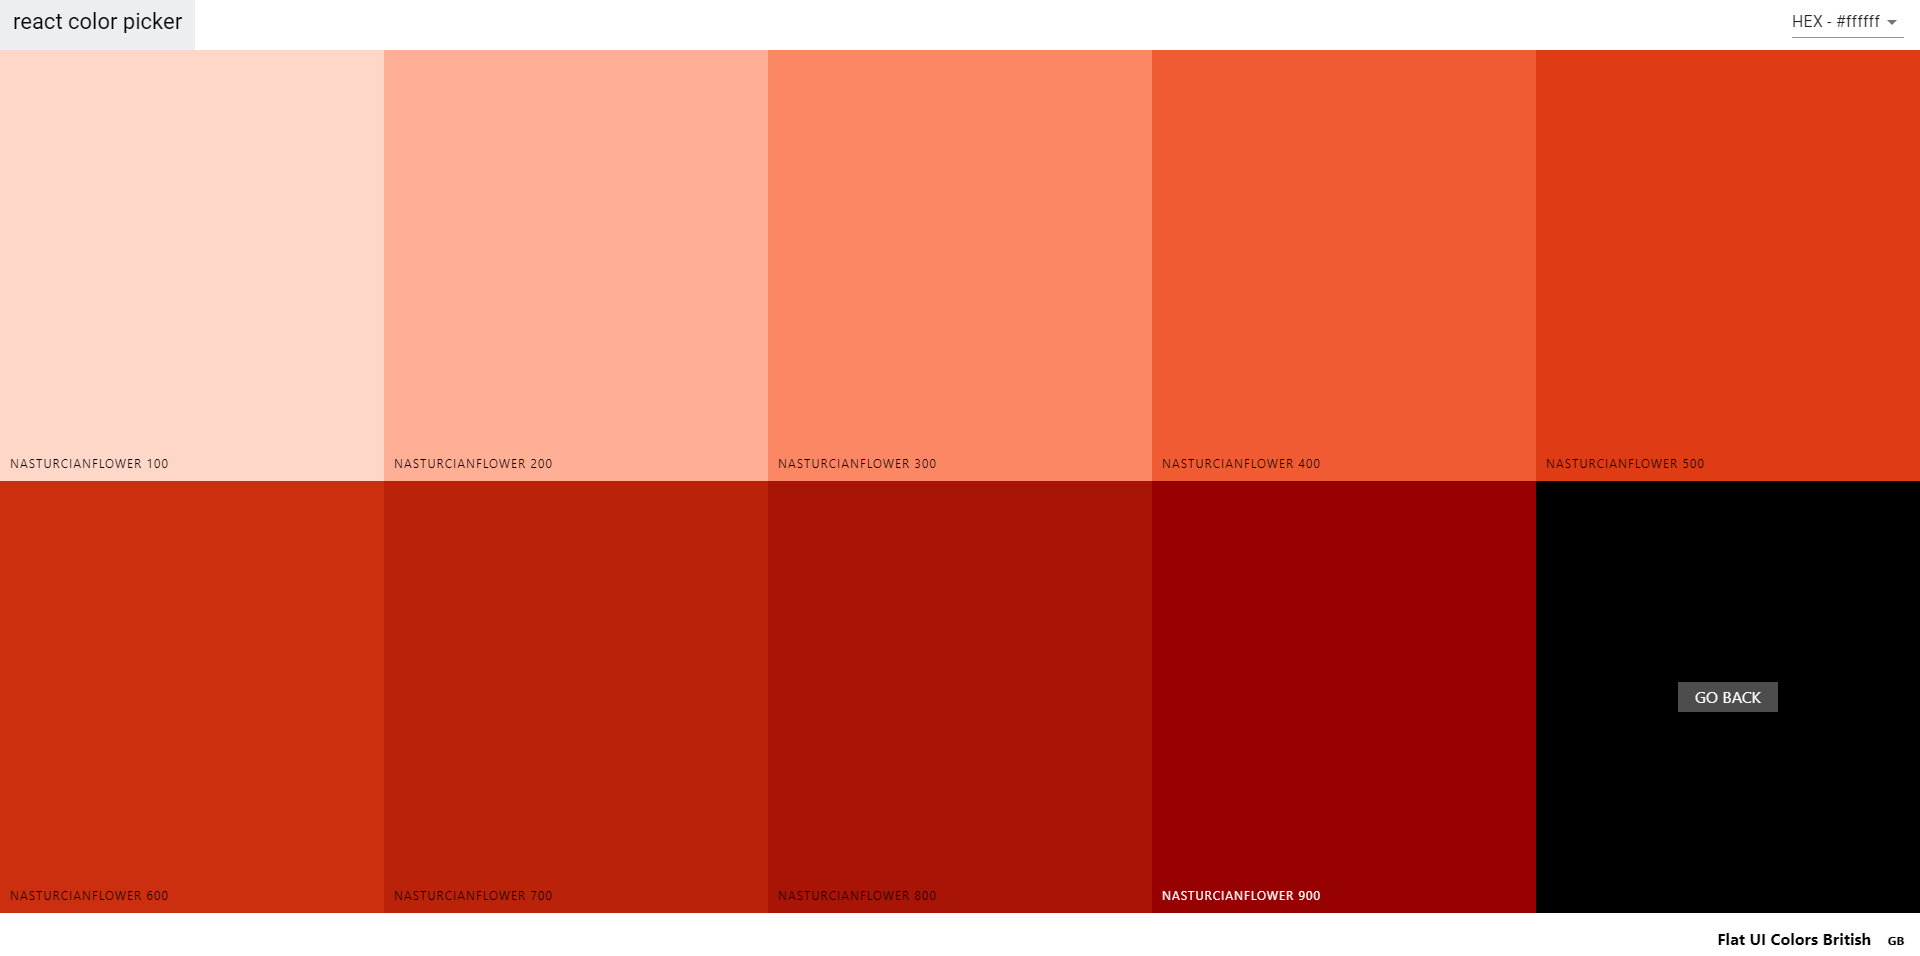 react color picker
HEX - #ffffff
NASTURCIANFLOWER 100
NASTURCIANFLOWER 200
NASTURCIANFLOWER 300
NASTURCIANFLOWER 400
NASTURCIANFLOWER 500
NASTURCIANFLOWER 600
NASTURCIANFLOWER 700
NASTURCIANFLOWER 800
NASTURCIANFLOWER 900
GO BACK
Flat UI Colors British GB